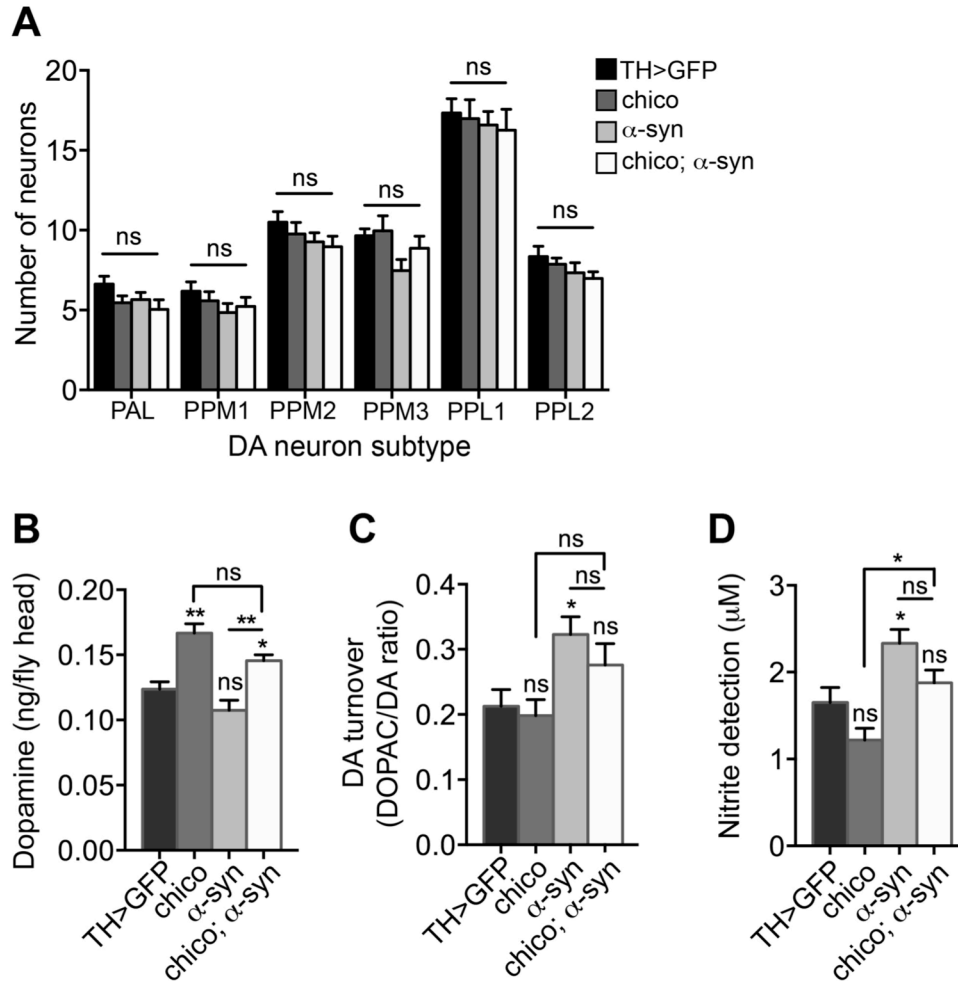 A
20
15
10
5
0
Number of neurons
ns
ns
ns
ns
ns
ns
TH>GFP
chico
α-syn
chico; α-syn
PAL PPM1 PPM2 PPM3 PPL1 PPL2
DA neuron subtype
B
0.20
0.15
0.10
0.05
0.00
Dopamine (ng/fly head)
ns
**
**
ns
*
TH>GFP
chico
α-syn
chico; α-syn
C
0.4
0.3
0.2
0.1
0.0
DA turnover
(DOPAC/DA ratio)
ns
ns
*
ns
ns
TH>GFP
chico
α-syn
chico; α-syn
D
3
2
1
0
Nitrite detection (μM)
*
ns
*
ns
ns
TH>GFP
chico
α-syn
chico; α-syn